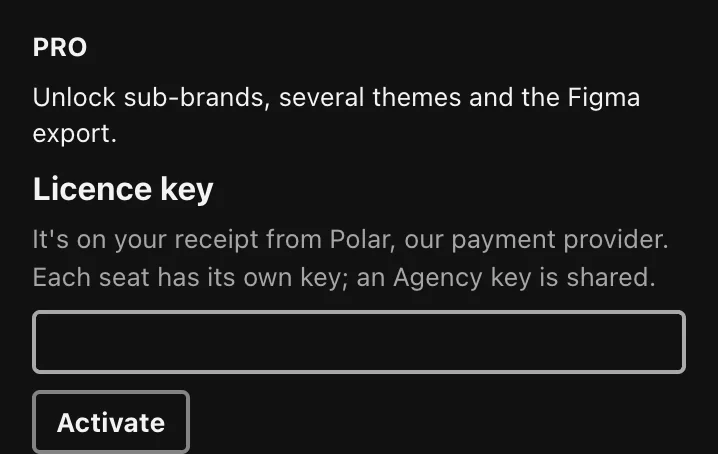 PRO
Unlock sub-brands, several themes and the Figma
export.
Licence key
It's on your receipt from Polar, our payment provider.
Each seat has its own key; an Agency key is shared.
Activate